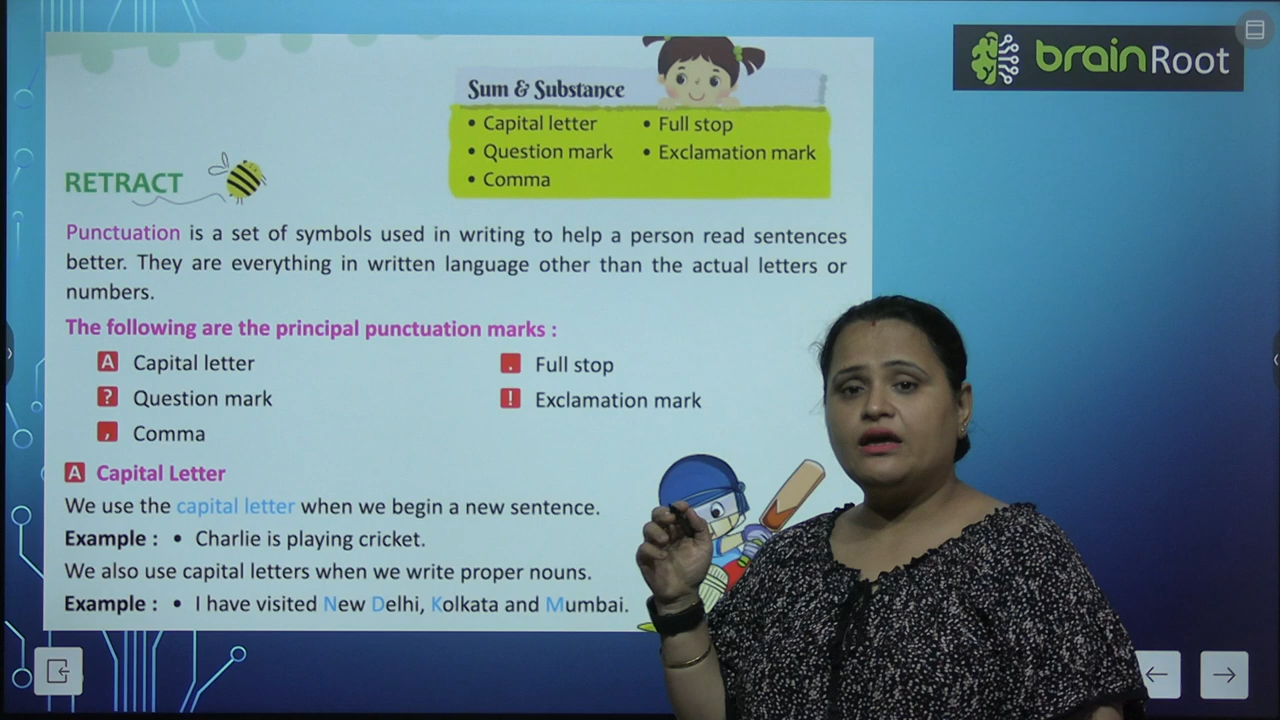 brainRoot
Sum & Substance
• Capital letter • Full stop
• Question mark • Exclamation mark
• Comma
RETRACT
Punctuation is a set of symbols used in writing to help a person read sentences
better. They are everything in written language other than the actual letters or
numbers.
The following are the principal punctuation marks :
A Capital letter . Full stop
? Question mark ! Exclamation mark
, Comma
A Capital Letter
We use the capital letter when we begin a new sentence.
Example : • Charlie is playing cricket.
We also use capital letters when we write proper nouns.
Example : • I have visited New Delhi, Kolkata and Mumbai.